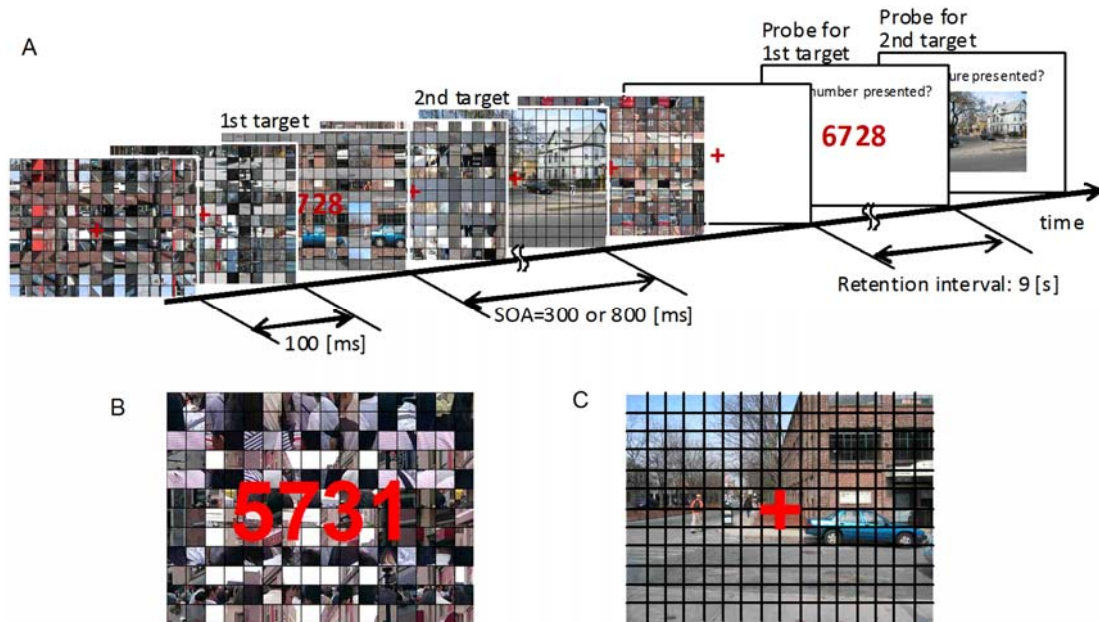 A
Probe for
1st target
Probe for
2nd target
2nd target
1st target
number presented?
ure presented?
728
6728
time
Retention interval: 9 [s]
SOA=300 or 800 [ms]
100 [ms]
B
C
5731